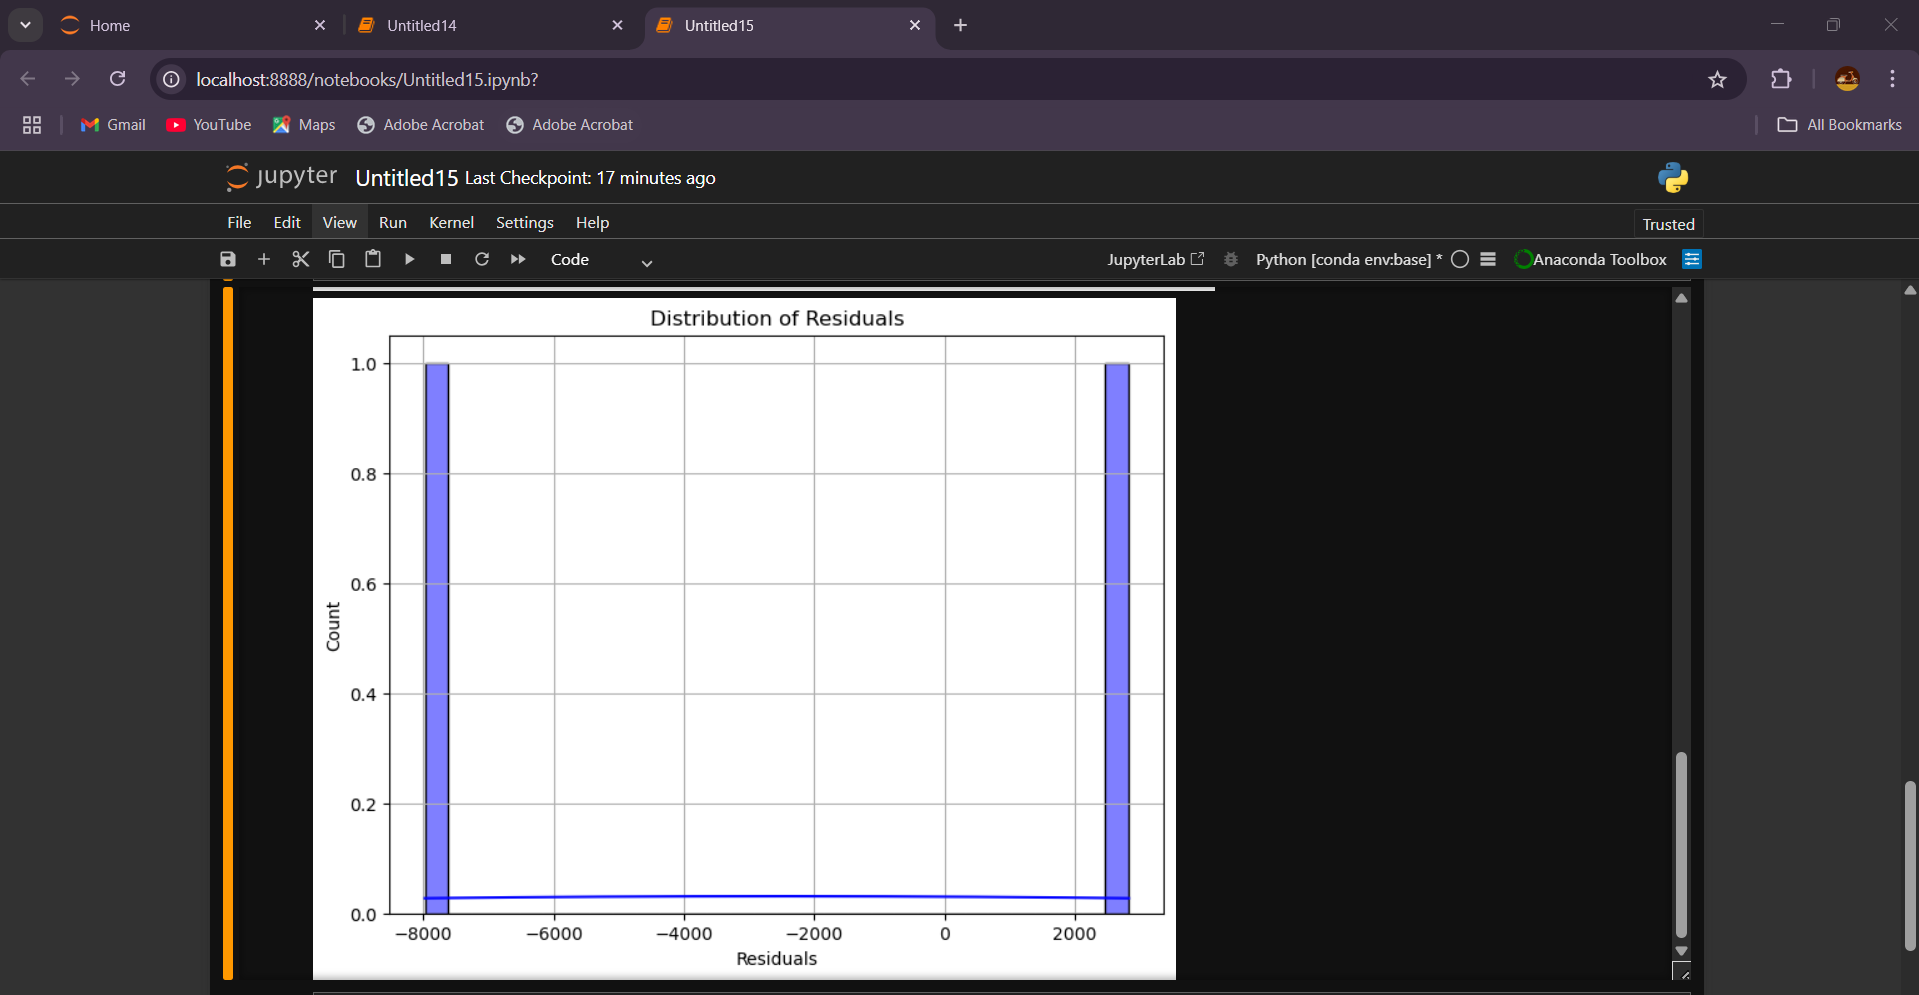 Home
Untitled14
Untitled15
localhost:8888/notebooks/Untitled15.ipynb?
Gmail YouTube Maps Adobe Acrobat Adobe Acrobat All Bookmarks
jupyter Untitled15 Last Checkpoint: 17 minutes ago
File Edit View Run Kernel Settings Help Trusted
Code JupyterLab Python [conda env:base] * Anaconda Toolbox
Distribution of Residuals
1.0
0.8
0.6
0.4
0.2
0.0
Count
−8000 −6000 −4000 −2000 0 2000
Residuals